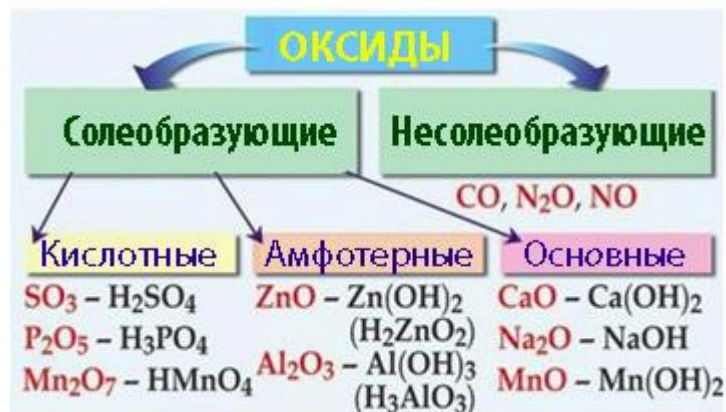 ОКСИДЫ
Солеобразующие
Несолеобразующие
CO, N₂O, NO
Кислотные
SO₃ – H₂SO₄
P₂O₅ – H₃PO₄
Mn₂O₇ – HMnO₄
Амфотерные
ZnO – Zn(OH)₂
(H₂ZnO₂)
Al₂O₃ – Al(OH)₃
(H₃AlO₃)
Основные
CaO – Ca(OH)₂
Na₂O – NaOH
MnO – Mn(OH)₂